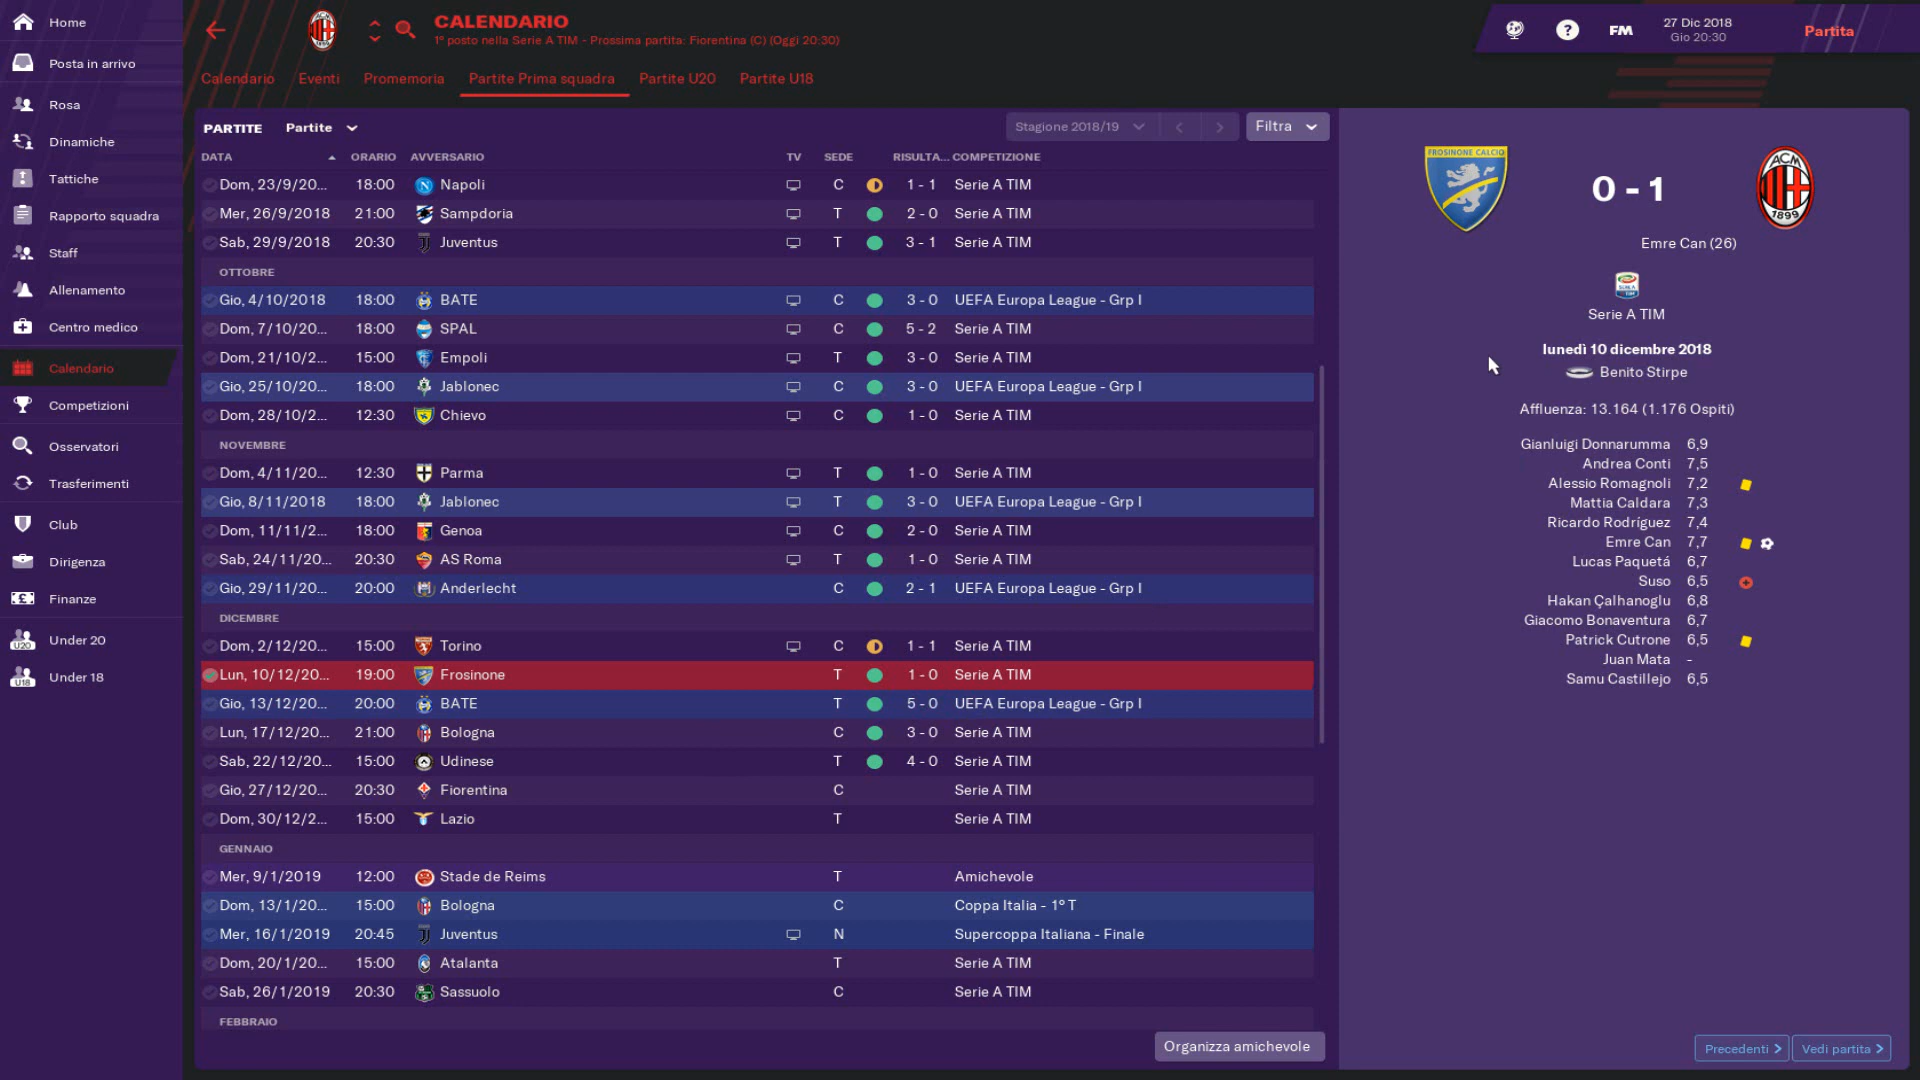 Home
Posta in arrivo
Rosa
Dinamiche
Tattiche
Rapporto squadra
Staff
Allenamento
Centro medico
Calendario
Competizioni
Osservatori
Trasferimenti
Club
Dirigenza
Finanze
Under 20
Under 18
CALENDARIO
1º posto nella Serie A TIM - Prossima partita: Fiorentina (C) (Oggi 20:30)
FM
27 Dic 2018
Gio 20:30
Partita
Calendario Eventi Promemoria Partite Prima squadra Partite U20 Partite U18
PARTITE Partite Stagione 2018/19 Filtra
DATA ORARIO AVVERSARIO TV SEDE RISULTA... COMPETIZIONE
Dom, 23/9/20... 18:00 Napoli C 1 - 1 Serie A TIM
Mer, 26/9/2018 21:00 Sampdoria T 2 - 0 Serie A TIM
Sab, 29/9/2018 20:30 Juventus T 3 - 1 Serie A TIM
OTTOBRE
Gio, 4/10/2018 18:00 BATE C 3 - 0 UEFA Europa League - Grp I
Dom, 7/10/20... 18:00 SPAL C 5 - 2 Serie A TIM
Dom, 21/10/2... 15:00 Empoli T 3 - 0 Serie A TIM
Gio, 25/10/20... 18:00 Jablonec C 3 - 0 UEFA Europa League - Grp I
Dom, 28/10/2... 12:30 Chievo C 1 - 0 Serie A TIM
NOVEMBRE
Dom, 4/11/20... 12:30 Parma T 1 - 0 Serie A TIM
Gio, 8/11/2018 18:00 Jablonec T 3 - 0 UEFA Europa League - Grp I
Dom, 11/11/2... 18:00 Genoa C 2 - 0 Serie A TIM
Sab, 24/11/20... 20:30 AS Roma T 1 - 0 Serie A TIM
Gio, 29/11/20... 20:00 Anderlecht C 2 - 1 UEFA Europa League - Grp I
DICEMBRE
Dom, 2/12/20... 15:00 Torino C 1 - 1 Serie A TIM
Lun, 10/12/20... 19:00 Frosinone T 1 - 0 Serie A TIM
Gio, 13/12/20... 20:00 BATE T 5 - 0 UEFA Europa League - Grp I
Lun, 17/12/20... 21:00 Bologna C 3 - 0 Serie A TIM
Sab, 22/12/20... 15:00 Udinese T 4 - 0 Serie A TIM
Gio, 27/12/20... 20:30 Fiorentina C Serie A TIM
Dom, 30/12/2... 15:00 Lazio T Serie A TIM
GENNAIO
Mer, 9/1/2019 12:00 Stade de Reims T Amichevole
Dom, 13/1/20... 15:00 Bologna C Coppa Italia - 1º T
Mer, 16/1/2019 20:45 Juventus N Supercoppa Italiana - Finale
Dom, 20/1/20... 15:00 Atalanta T Serie A TIM
Sab, 26/1/2019 20:30 Sassuolo C Serie A TIM
FEBBRAIO
Organizza amichevole
FROSINONE CALCIO
0 - 1
ACM
1899
Emre Can (26)
Serie A TIM
lunedì 10 dicembre 2018
Benito Stirpe
Affluenza: 13.164 (1.176 Ospiti)
Gianluigi Donnarumma 6,9
Andrea Conti 7,5
Alessio Romagnoli 7,2
Mattia Caldara 7,3
Ricardo Rodríguez 7,4
Emre Can 7,7
Lucas Paquetá 6,7
Suso 6,5
Hakan Çalhanoglu 6,8
Giacomo Bonaventura 6,7
Patrick Cutrone 6,5
Juan Mata -
Samu Castillejo 6,5
Precedenti
Vedi partita